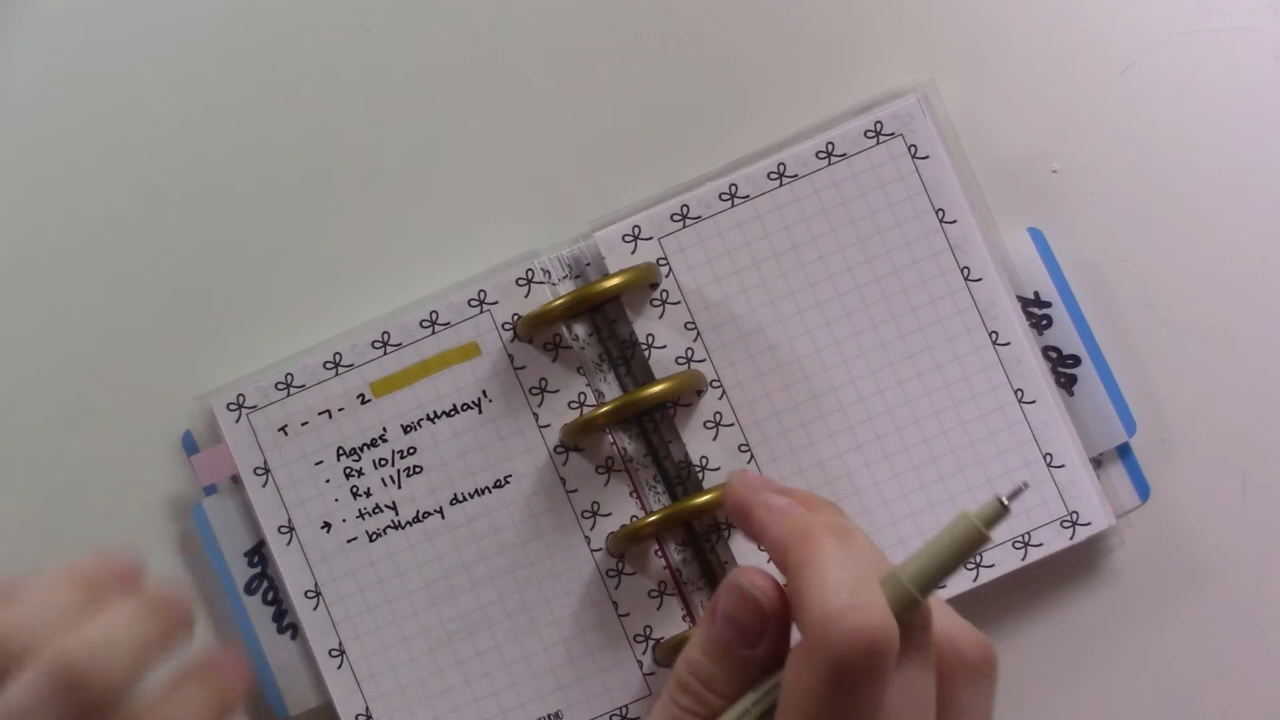 T - 7 - 2
- Agnes' birthday!
· Rx 10/20
· Rx 11/20
→ · tidy
- birthday dinner
to do